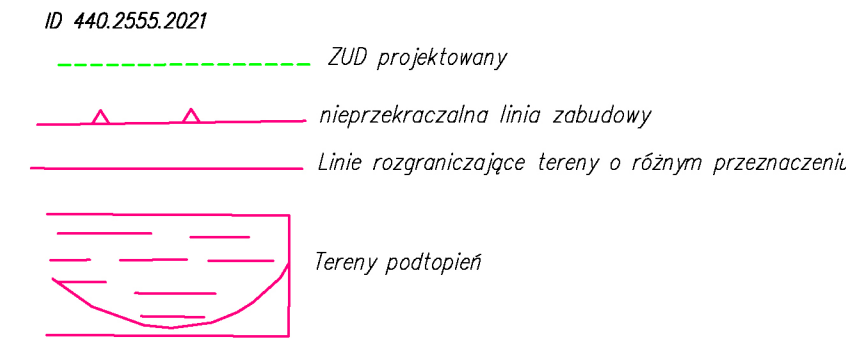 ID 440.2555.2021
ZUD projektowany
nieprzekraczalna linia zabudowy
Linie rozgraniczające tereny o różnym przeznaczeniu
Tereny podtopień